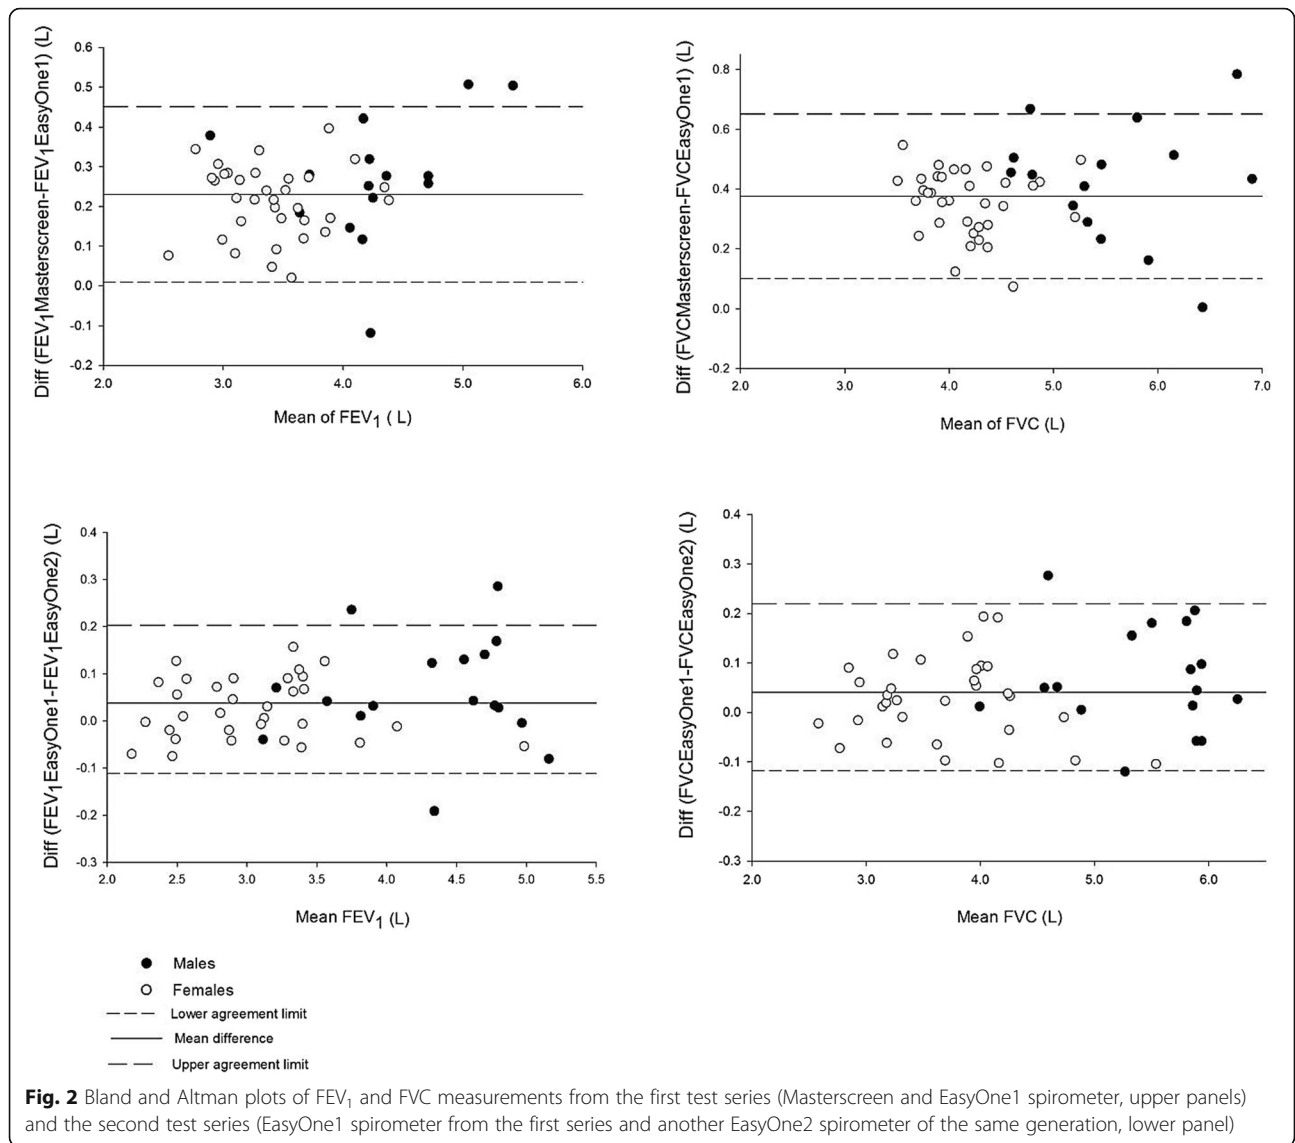 Diff (FEV1Masterscreen-FEV1EasyOne1) (L)
0.6
0.5
0.4
0.3
0.2
0.1
0.0
-0.1
-0.2
2.0 3.0 4.0 5.0 6.0
Mean of FEV1 ( L)
Diff (FVCMasterscreen-FVCEasyOne1) (L)
0.8
0.6
0.4
0.2
0.0
-0.2
2.0 3.0 4.0 5.0 6.0 7.0
Mean of FVC (L)
Diff (FEV1EasyOne1-FEV1EasyOne2) (L)
0.4
0.3
0.2
0.1
0.0
-0.1
-0.2
-0.3
2.0 2.5 3.0 3.5 4.0 4.5 5.0 5.5
Mean FEV1 (L)
Diff (FVCEasyOne1-FVCEasyOne2) (L)
0.4
0.3
0.2
0.1
0.0
-0.1
-0.2
-0.3
2.0 3.0 4.0 5.0 6.0
Mean FVC (L)
Males
Females
Lower agreement limit
Mean difference
Upper agreement limit
Fig. 2 Bland and Altman plots of FEV1 and FVC measurements from the first test series (Masterscreen and EasyOne1 spirometer, upper panels)
and the second test series (EasyOne1 spirometer from the first series and another EasyOne2 spirometer of the same generation, lower panel)